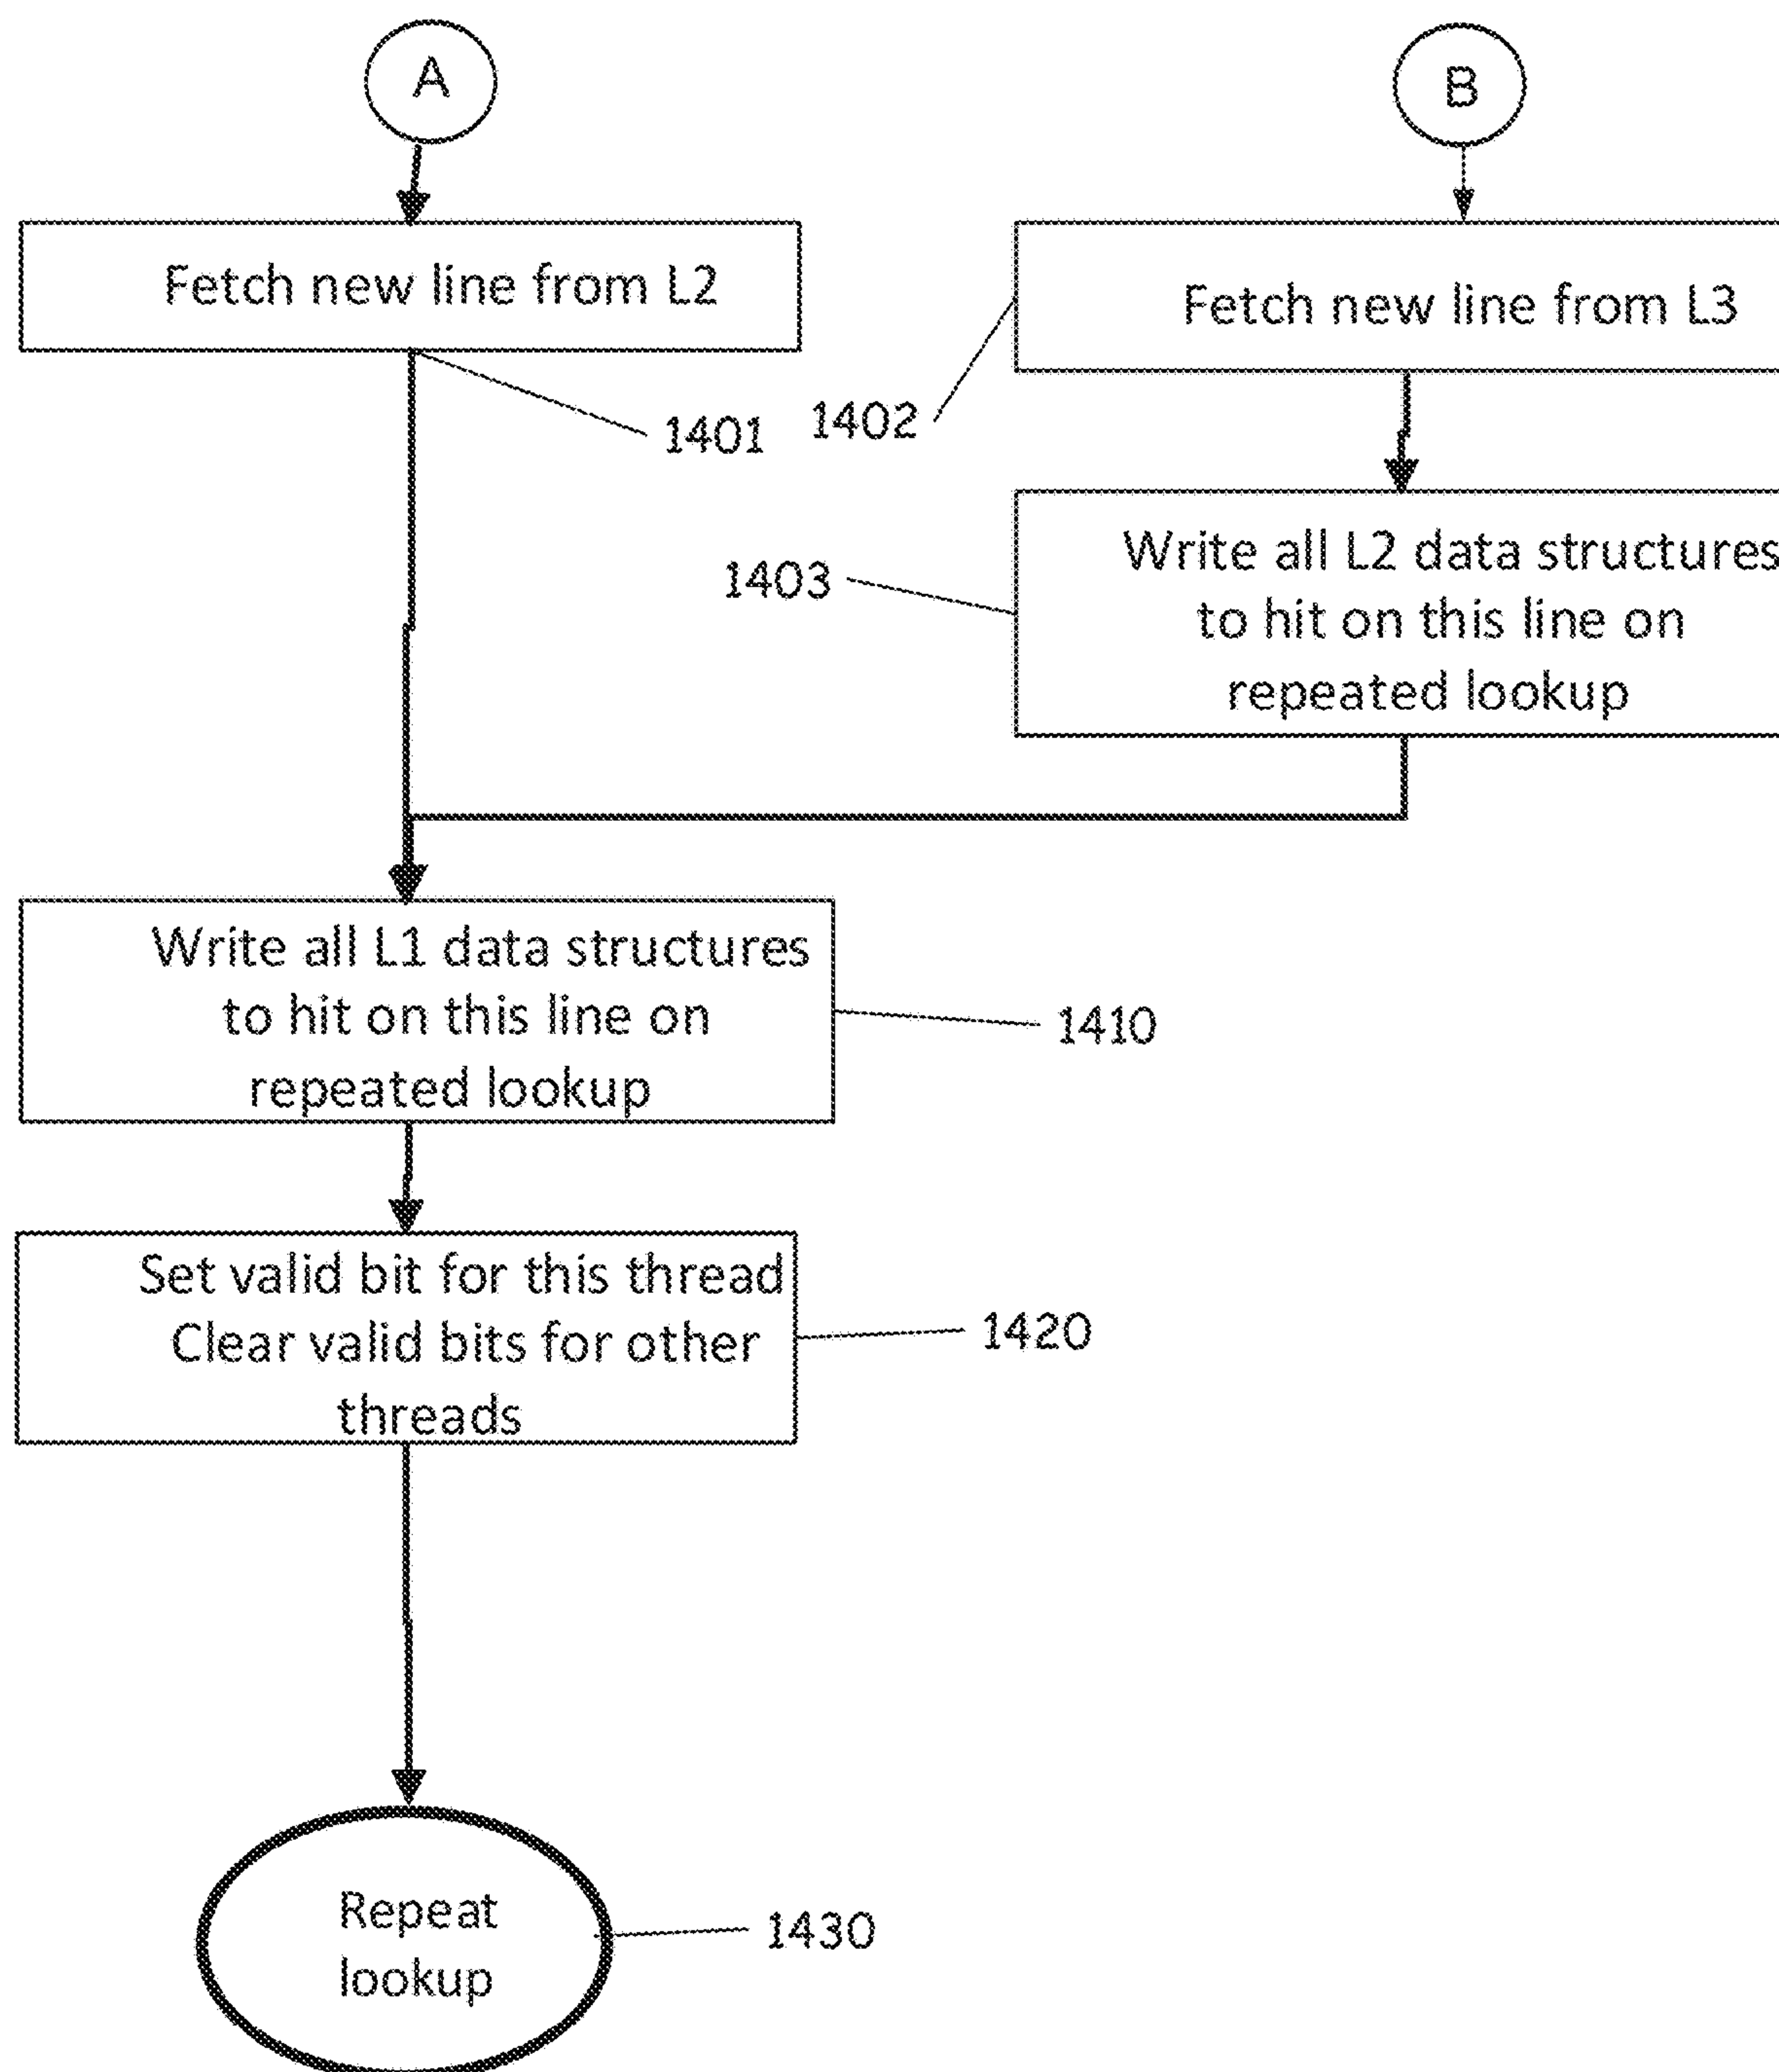 A
B
Fetch new line from L2
Fetch new line from L3
1401
1402
Write all L2 data structures
to hit on this line on
repeated lookup
1403
Write all L1 data structures
to hit on this line on
repeated lookup
1410
Set valid bit for this thread
Clear valid bits for other
threads
1420
Repeat
lookup
1430